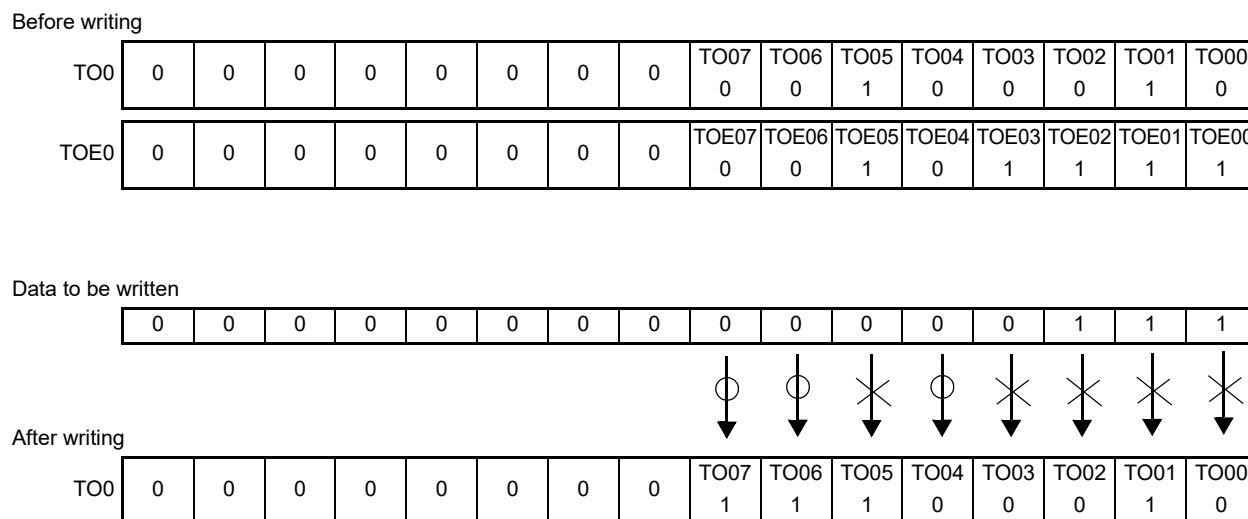 Before writing
TO0 0 0 0 0 0 0 0 0 TO07 TO06 TO05 TO04 TO03 TO02 TO01 TO00
0 0 1 0 0 0 1 0
TOE0 0 0 0 0 0 0 0 0 TOE07 TOE06 TOE05 TOE04 TOE03 TOE02 TOE01 TOE00
0 0 1 0 1 1 1 1
Data to be written
0 0 0 0 0 0 0 0 0 0 0 0 0 1 1 1
After writing
TO0 0 0 0 0 0 0 0 0 TO07 TO06 TO05 TO04 TO03 TO02 TO01 TO00
1 1 1 0 0 0 1 0